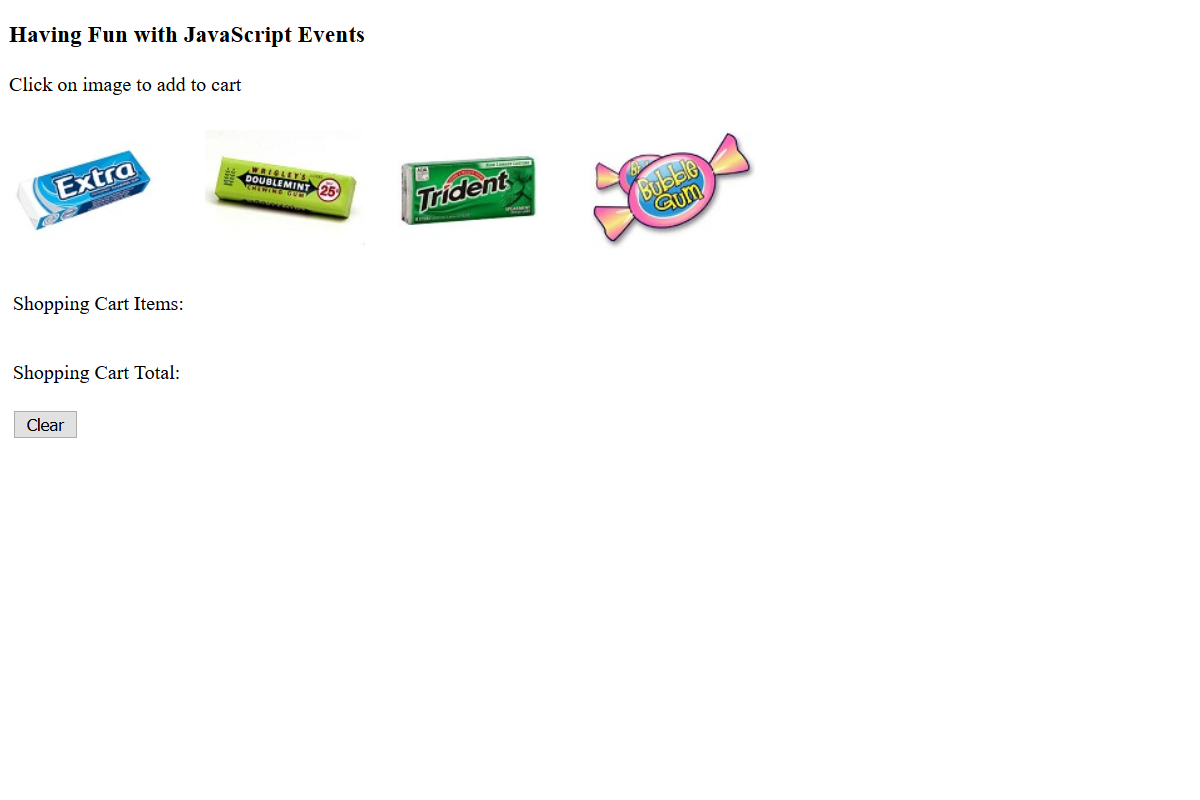 Having Fun with JavaScript Events
Click on image to add to cart
Extra
WRIGLEY'S
DOUBLEMINT
CHEWING GUM
25¢
Trident
SPEARMINT
Bubble
Gum
Shopping Cart Items:
Shopping Cart Total:
Clear